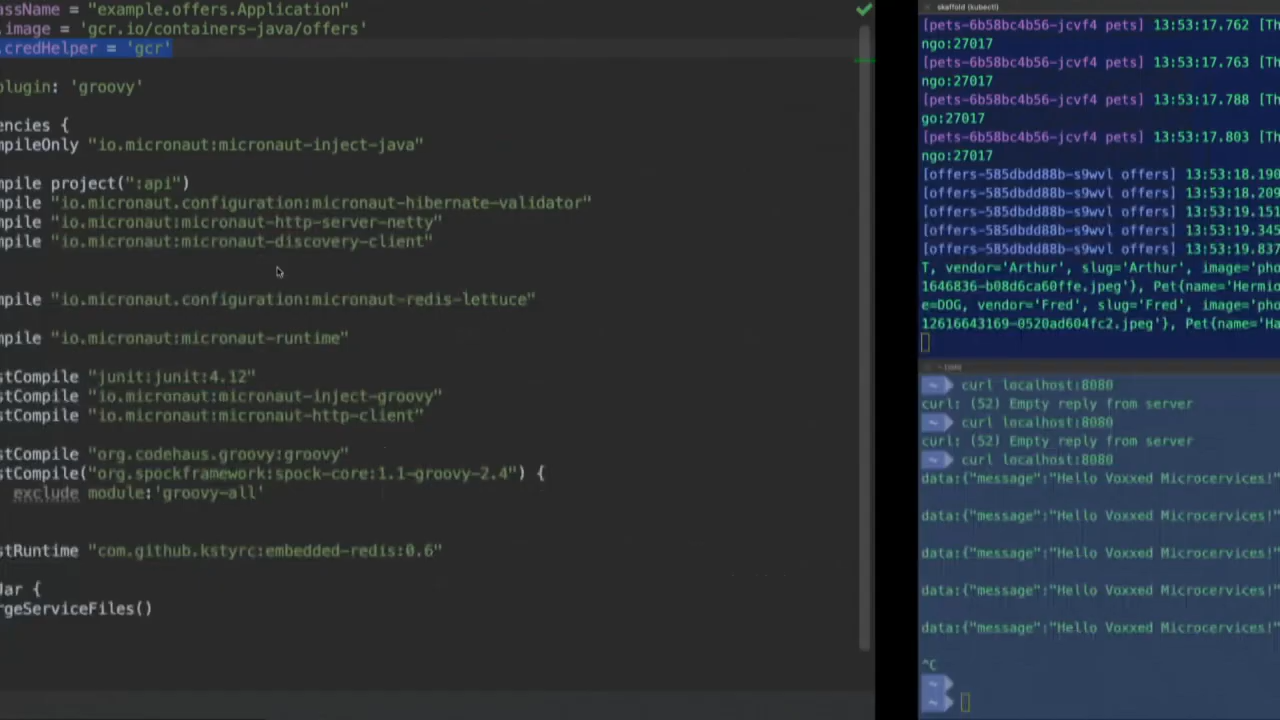 assName = "example.offers.Application"
.image = 'gcr.io/containers-java/offers'
.credHelper = 'gcr'
plugin: 'groovy'
encies {
mpileOnly "io.micronaut:micronaut-inject-java"
mpile project(":api")
mpile "io.micronaut.configuration:micronaut-hibernate-validator"
mpile "io.micronaut:micronaut-http-server-netty"
mpile "io.micronaut:micronaut-discovery-client"
mpile "io.micronaut.configuration:micronaut-redis-lettuce"
mpile "io.micronaut:micronaut-runtime"
stCompile "junit:junit:4.12"
stCompile "io.micronaut:micronaut-inject-groovy"
stCompile "io.micronaut:micronaut-http-client"
stCompile "org.codehaus.groovy:groovy"
stCompile("org.spockframework:spock-core:1.1-groovy-2.4") {
exclude module:'groovy-all'
stRuntime "com.github.kstyrc:embedded-redis:0.6"
Jar {
rgeServiceFiles()
skaffold (kubectl)
[pets-6b58bc4b56-jcvf4 pets] 13:53:17.762 [Th
ngo:27017
[pets-6b58bc4b56-jcvf4 pets] 13:53:17.763 [Th
ngo:27017
[pets-6b58bc4b56-jcvf4 pets] 13:53:17.788 [Th
go:27017
[pets-6b58bc4b56-jcvf4 pets] 13:53:17.803 [Th
ngo:27017
[offers-585dbdd88b-s9wvl offers] 13:53:18.190
[offers-585dbdd88b-s9wvl offers] 13:53:18.209
[offers-585dbdd88b-s9wvl offers] 13:53:19.151
[offers-585dbdd88b-s9wvl offers] 13:53:19.345
[offers-585dbdd88b-s9wvl offers] 13:53:19.837
T, vendor='Arthur', slug='Arthur', image='pho
1646836-b08d6ca60ffe.jpeg'}, Pet{name='Hermio
e=DOG, vendor='Fred', slug='Fred', image='pho
12616643169-0520ad604fc2.jpeg'}, Pet{name='Ha
~ curl localhost:8080
curl: (52) Empty reply from server
~ curl localhost:8080
curl: (52) Empty reply from server
~ curl localhost:8080
data:{"message":"Hello Voxxed Microcervices!"
data:{"message":"Hello Voxxed Microcervices!"
data:{"message":"Hello Voxxed Microcervices!"
data:{"message":"Hello Voxxed Microcervices!"
data:{"message":"Hello Voxxed Microcervices!"
^C
~
~